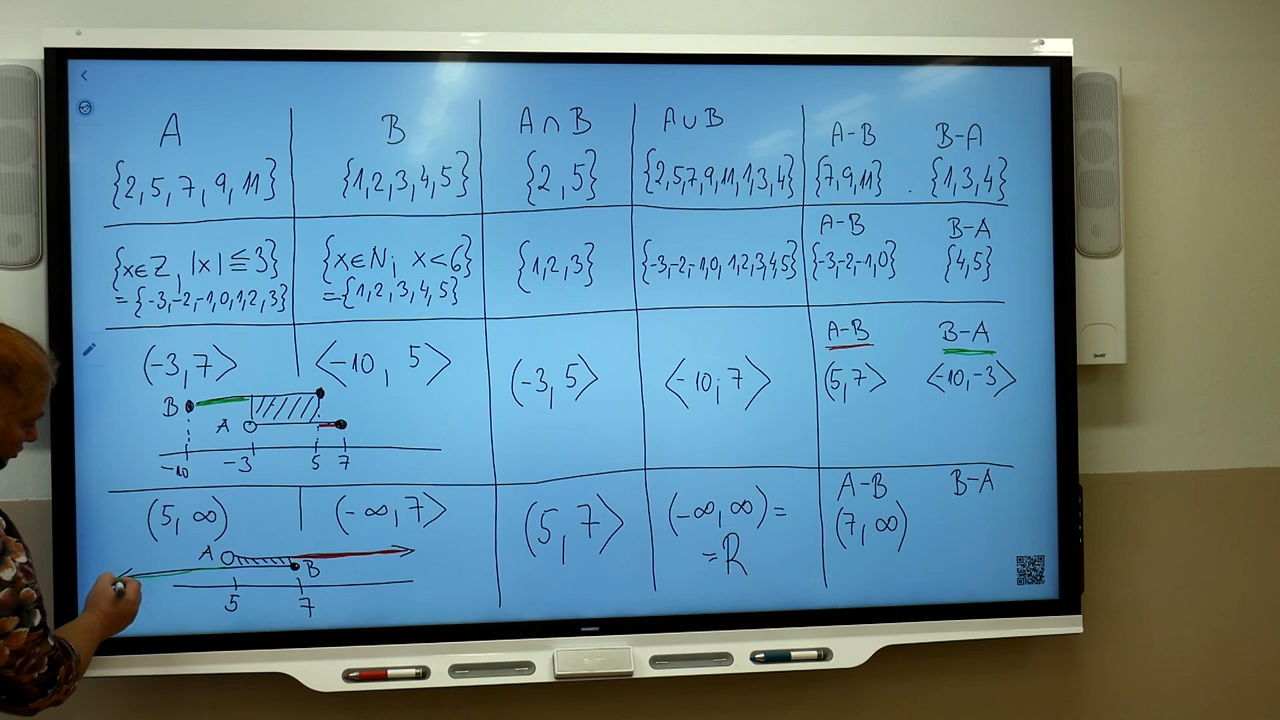 A B A∩B A∪B A-B B-A
{2,5,7,9,11} {1,2,3,4,5} {2,5} {2,5,7,9,11,1,3,4} {7,9,11} . {1,3,4}
A-B B-A
{x∈Z, |x|≦3} {x∈N; x<6} {1,2,3} {-3,-2,-1,0,1,2,3,4,5} {-3,-2,-1,0} {4,5}
={-3,-2,-1,0,1,2,3} ={1,2,3,4,5}
A-B B-A
(-3,7> <-10, 5> (-3,5> <-10;7> (5,7> <-10,-3>
B
A
-10 -3 5 7
A-B B-A
(5,∞) (-∞,7> (5,7> (-∞,∞)= (7,∞)
=R
A B
5 7
SMART